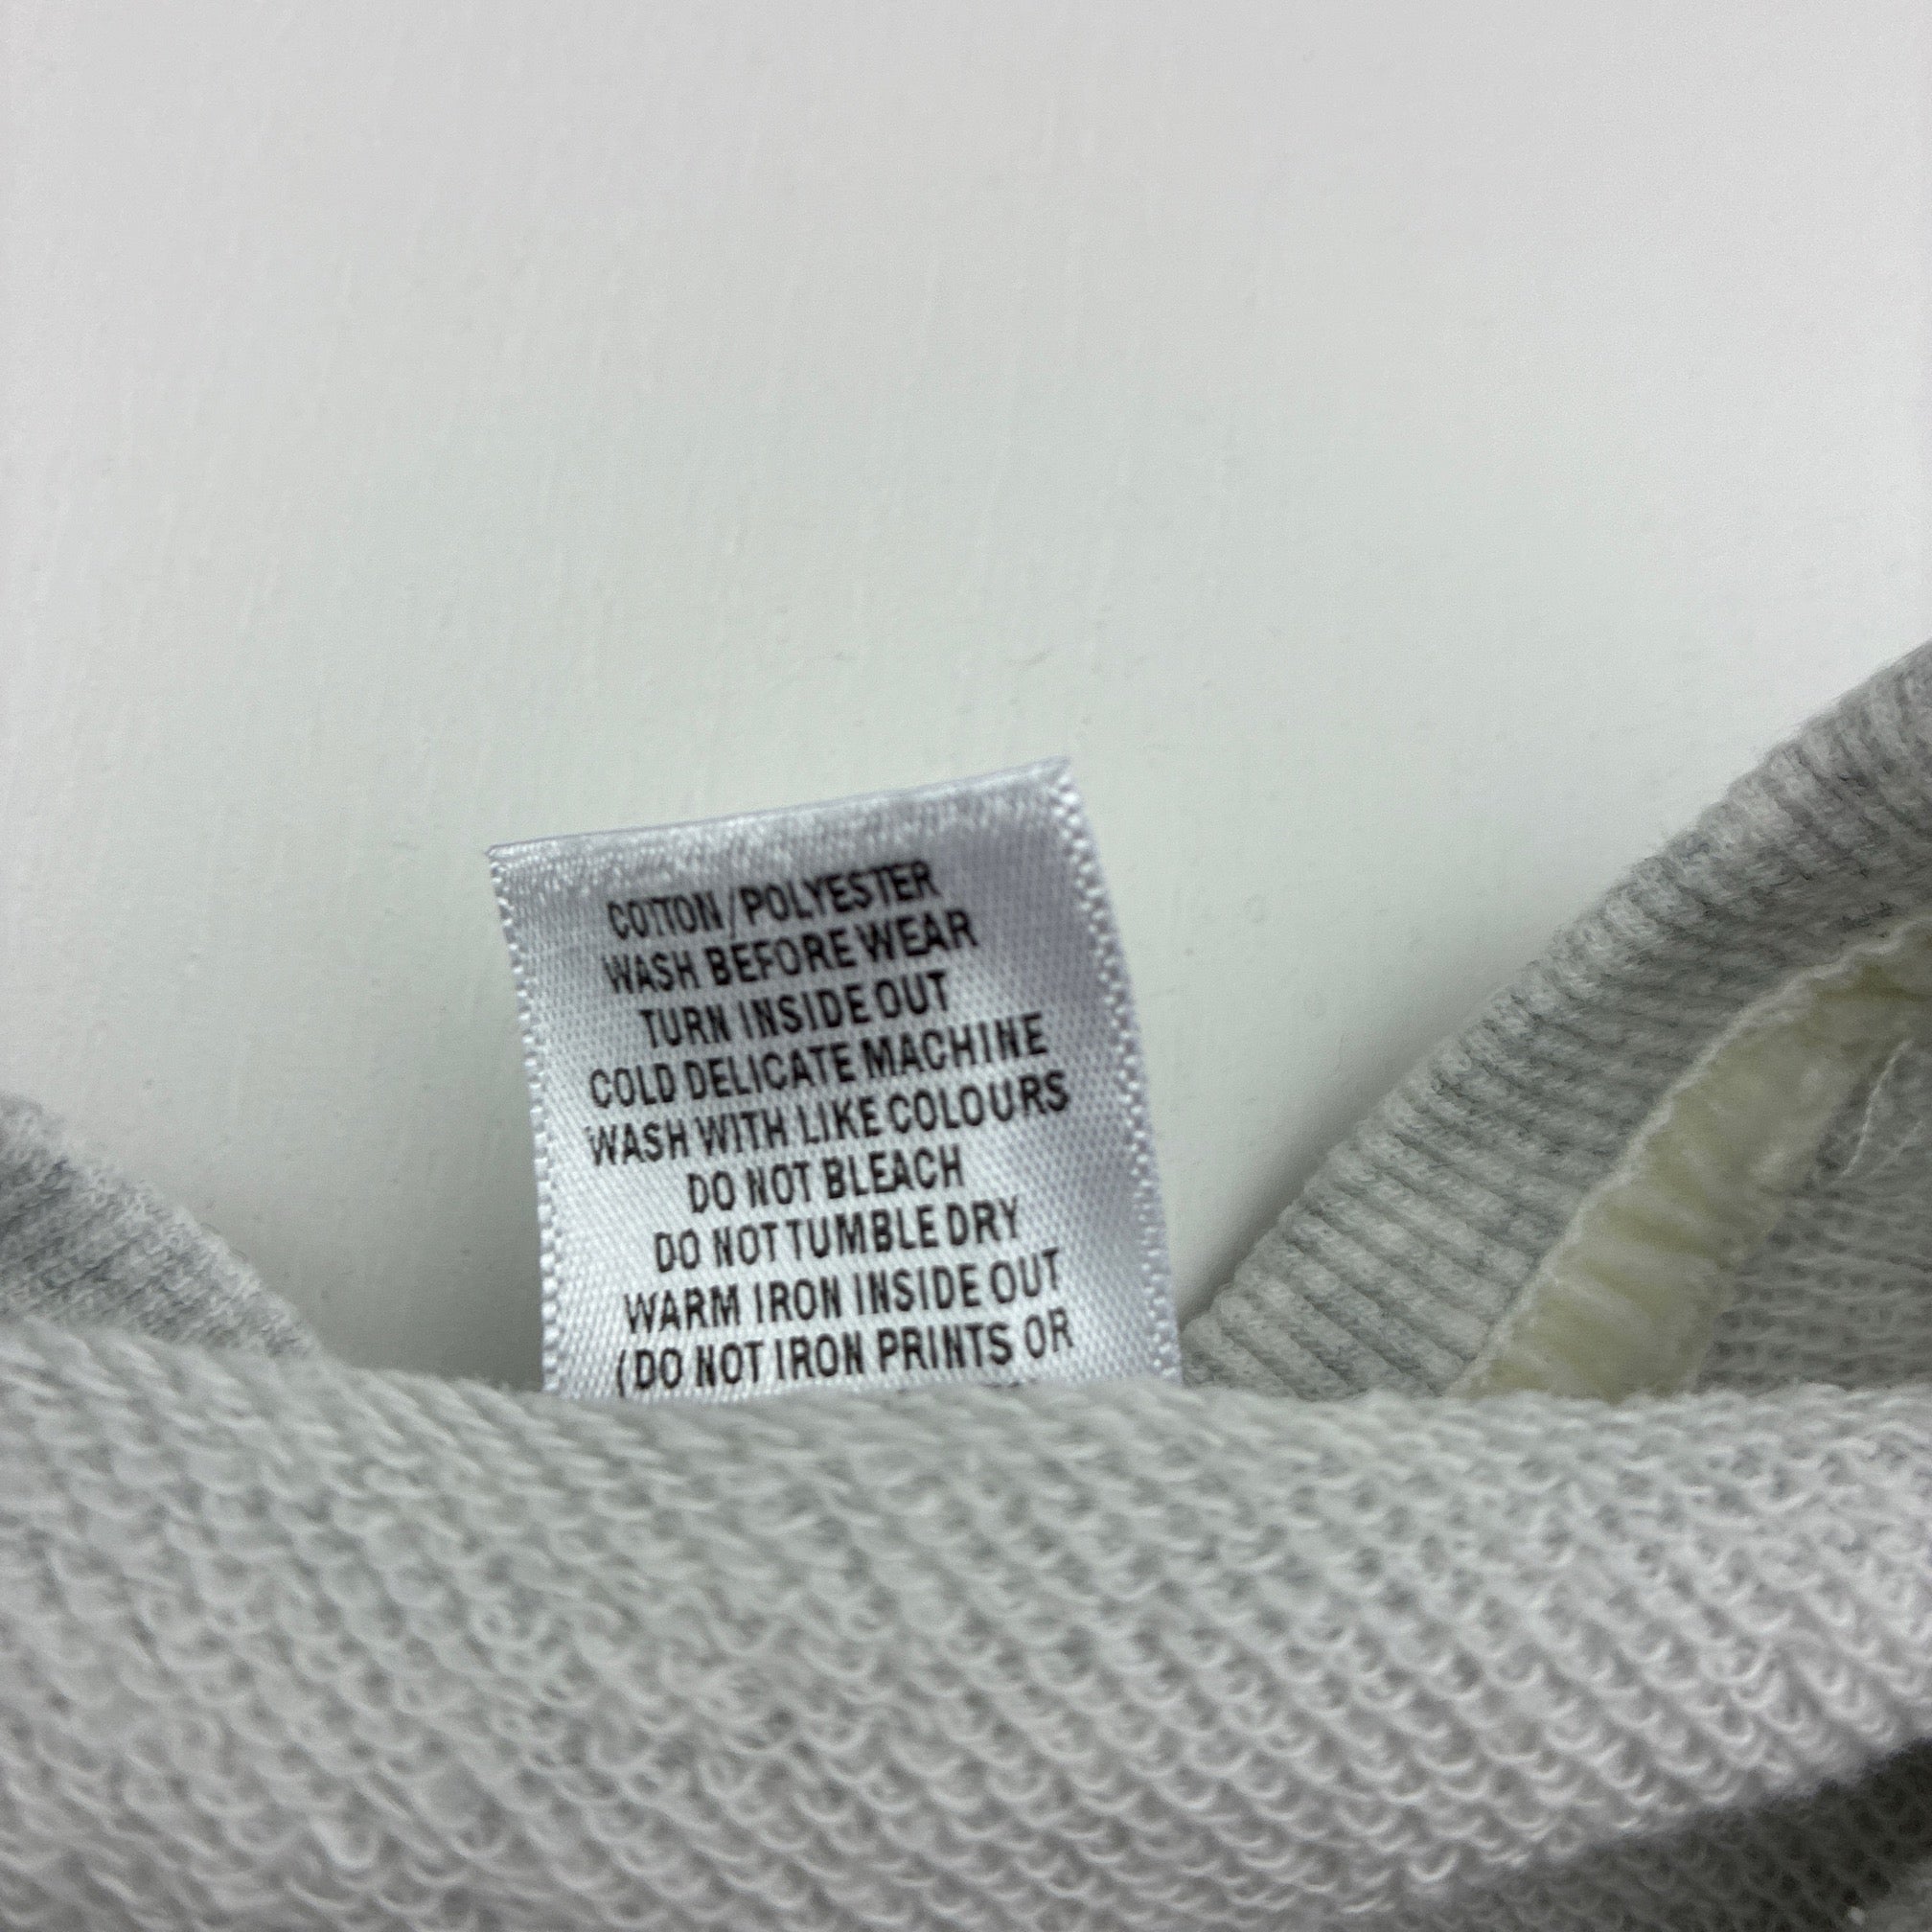 COTTON/POLYESTER
WASH BEFORE WEAR
TURN INSIDE OUT
COLD DELICATE MACHINE
WASH WITH LIKE COLOURS
DO NOT BLEACH
DO NOT TUMBLE DRY
WARM IRON INSIDE OUT
(DO NOT IRON PRINTS OR